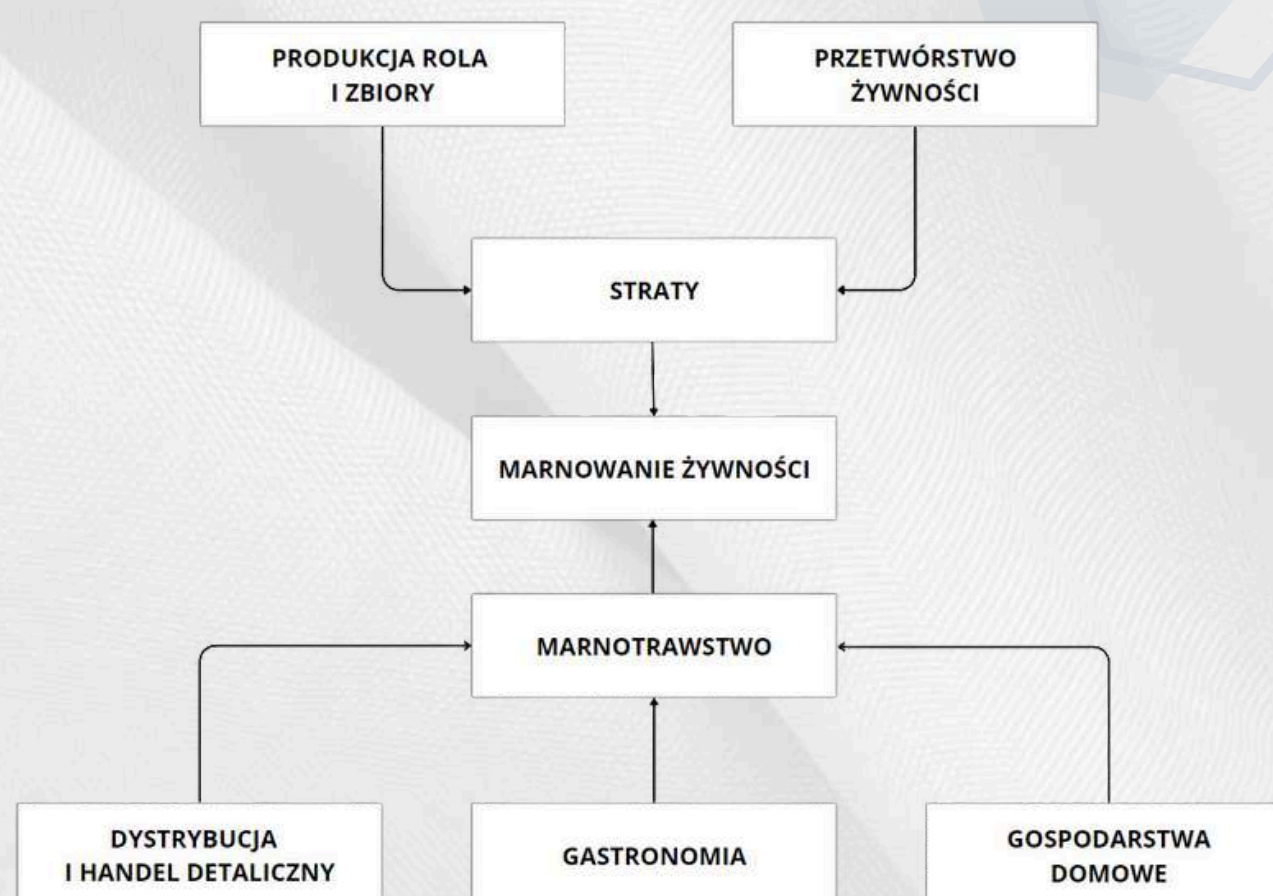 PRODUKCJA ROLA
I ZBIORY
PRZETWÓRSTWO
ŻYWNOŚCI
STRATY
MARNOWANIE ŻYWNOŚCI
MARNOTRAWSTWO
DYSTRYBUCJA
I HANDEL DETALICZNY
GASTRONOMIA
GOSPODARSTWA
DOMOWE